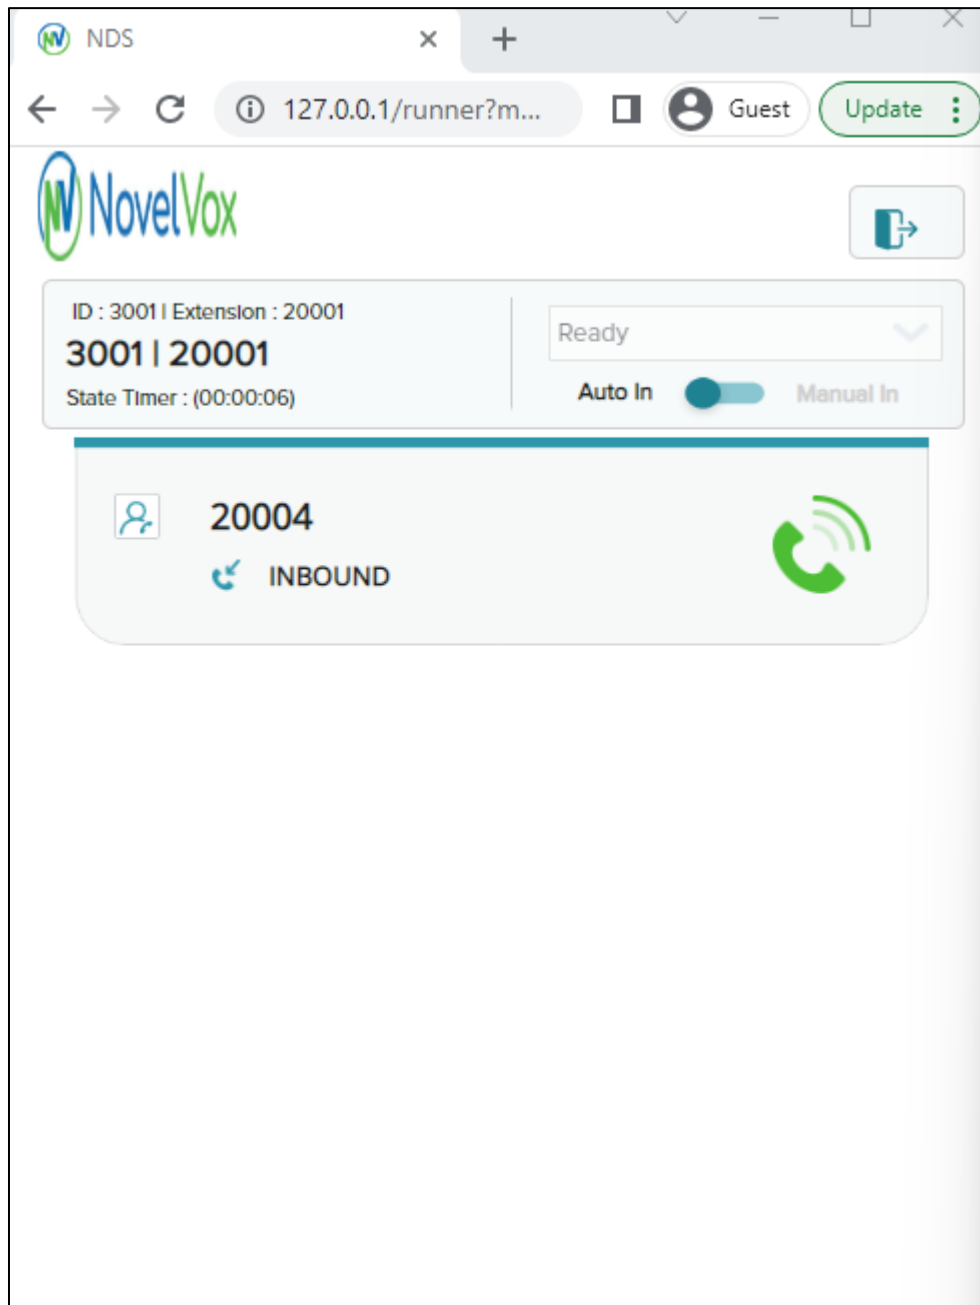 NDS
127.0.0.1/runner?m...
Guest
Update
NovelVox
ID : 3001 | Extension : 20001
3001 | 20001
State Timer : (00:00:06)
Ready
Auto In
Manual In
20004
INBOUND